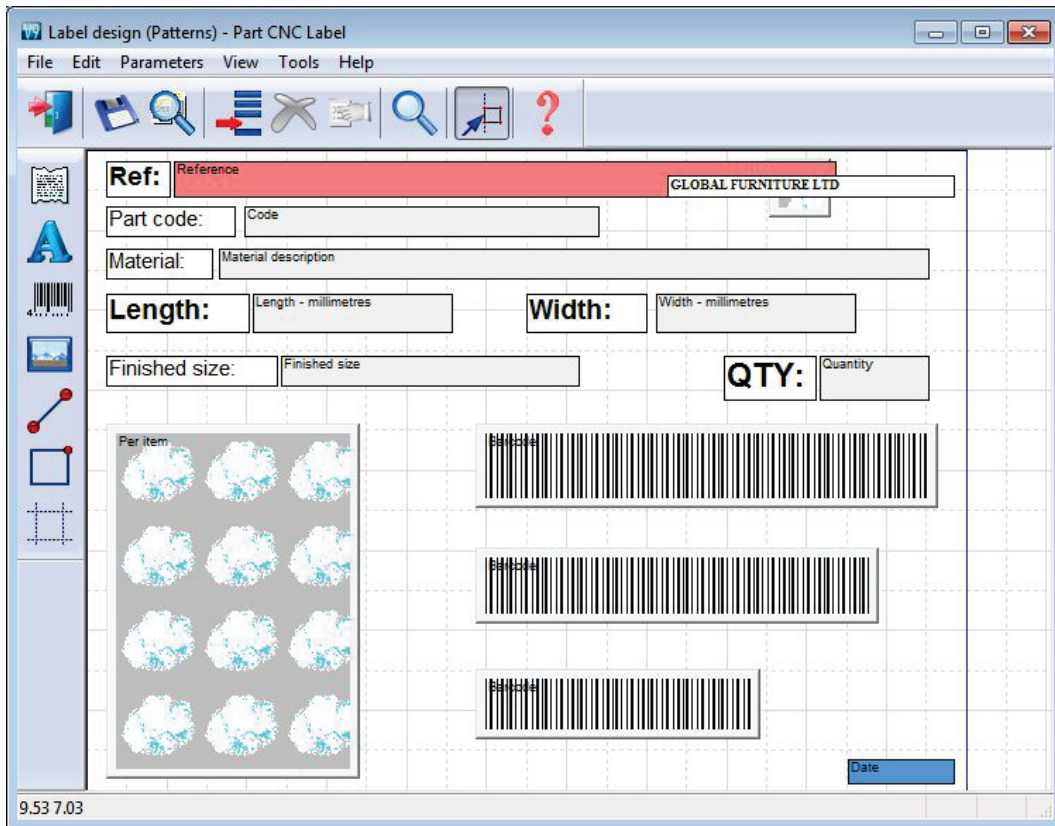 V9 Label design (Patterns) - Part CNC Label
File Edit Parameters View Tools Help
Ref: Reference
GLOBAL FURNITURE LTD
Part code: Code
Material: Material description
Length: Length - millimetres Width: Width - millimetres
Finished size: Finished size QTY: Quantity
Per item Barcode
Barcode
Barcode
Date
9.53 7.03